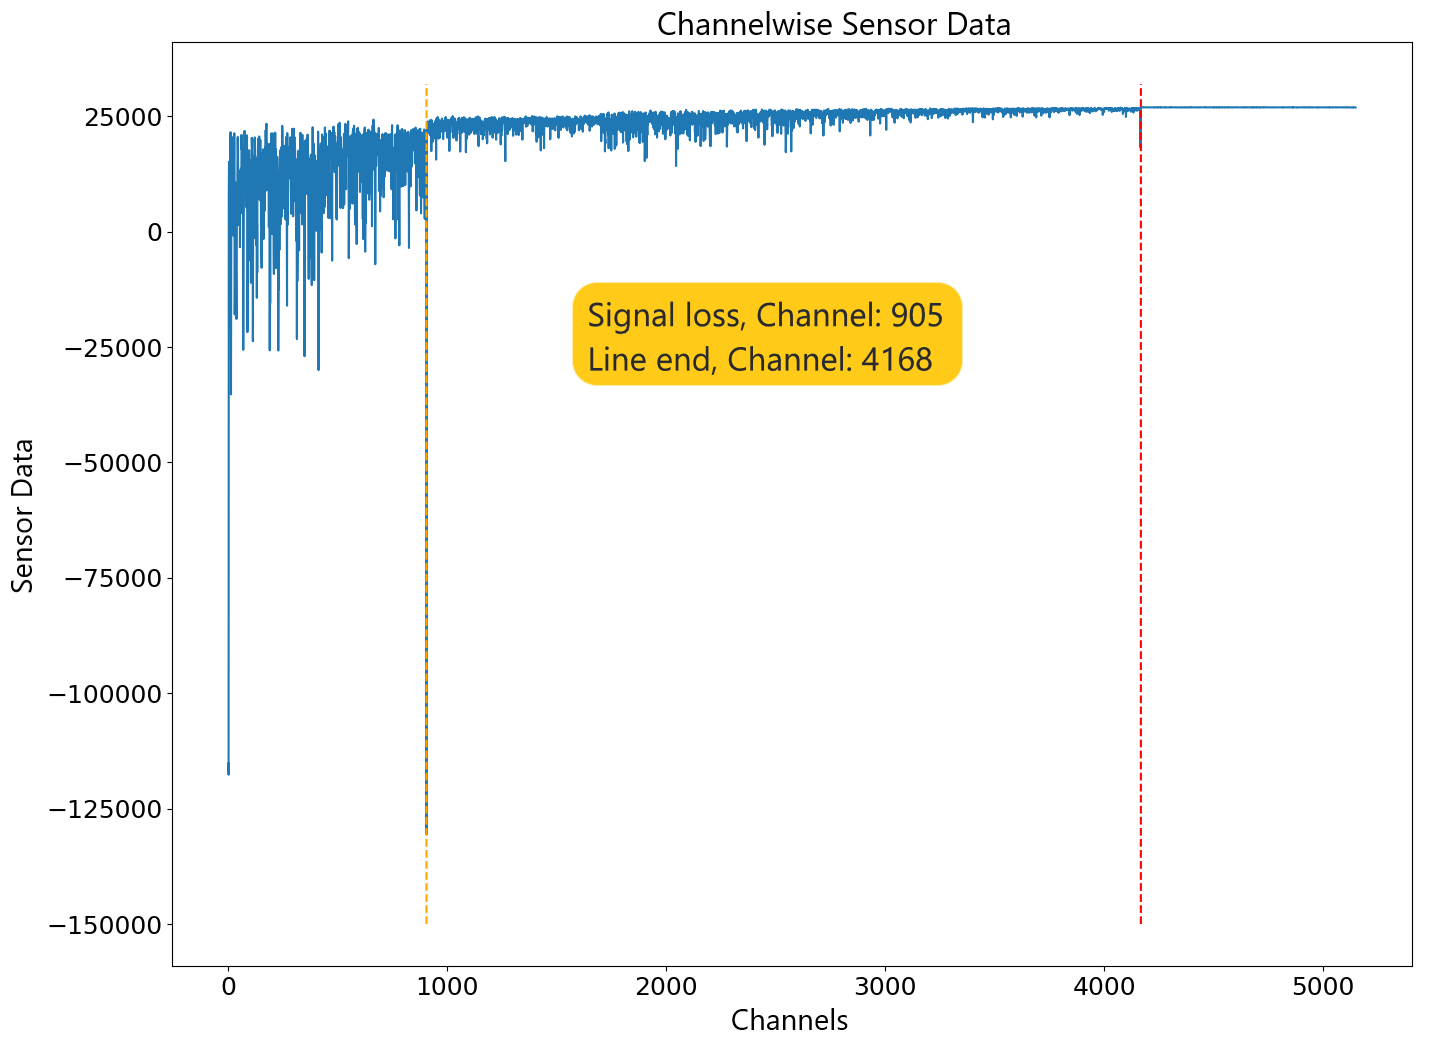 Channelwise Sensor Data
Sensor Data
25000
0
−25000
−50000
−75000
−100000
−125000
−150000
Signal loss, Channel: 905
Line end, Channel: 4168
0 1000 2000 3000 4000 5000
Channels